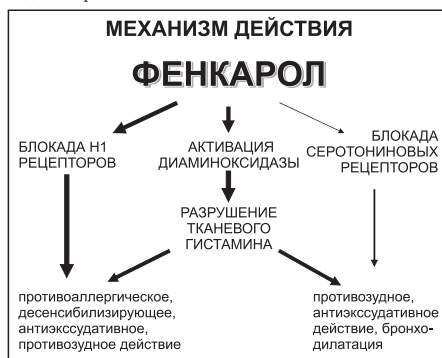 МЕХАНИЗМ ДЕЙСТВИЯ
ФЕНКАРОЛ
БЛОКАДА Н1
РЕЦЕПТОРОВ
АКТИВАЦИЯ
ДИАМИНОКСИДАЗЫ
БЛОКАДА
СЕРОТОНИНОВЫХ
РЕЦЕПТОРОВ
РАЗРУШЕНИЕ
ТКАНЕВОГО
ГИСТАМИНА
противоаллергическое,
десенсибилизирующее,
антиэкссудативное,
противозудное действие
противозудное,
антиэкссудативное
действие, бронхо-
дилатация